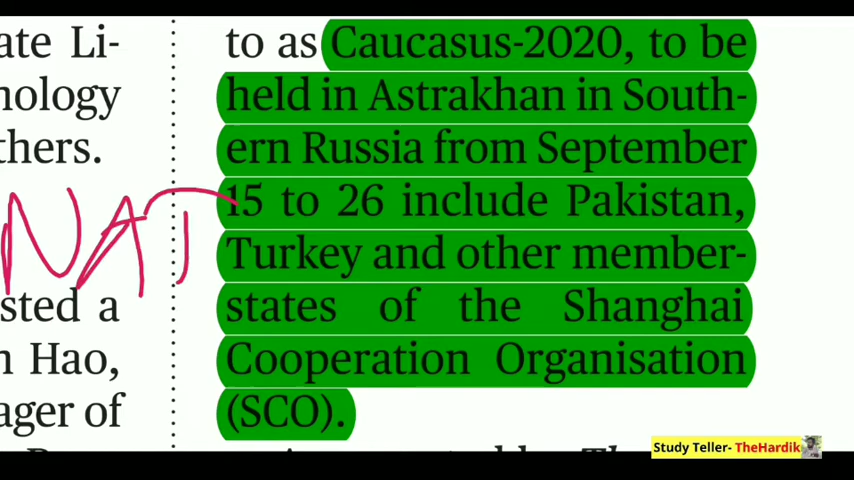 ate Li-
nology
thers.
NAT
sted a
n Hao,
ager of
to as Caucasus-2020, to be
held in Astrakhan in South-
ern Russia from September
15 to 26 include Pakistan,
Turkey and other member-
states of the Shanghai
Cooperation Organisation
(SCO).
Study Teller- TheHardik